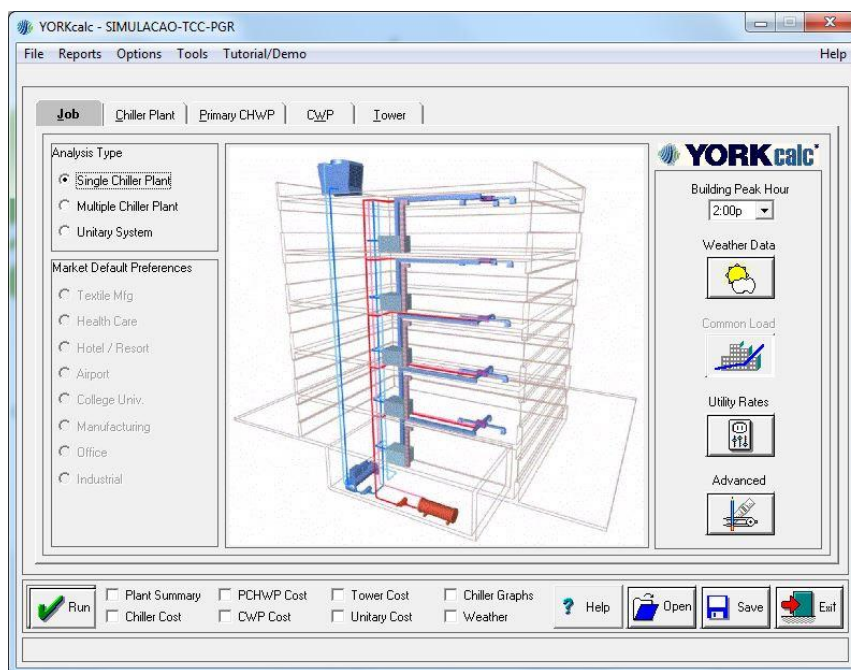 YORKcalc - SIMULACAO-TCC-PGR
File Reports Options Tools Tutorial/Demo Help
Job Chiller Plant Primary CHWP CWP Tower
Analysis Type
Single Chiller Plant
Multiple Chiller Plant
Unitary System
Market Default Preferences
Textile Mfg
Health Care
Hotel / Resort
Airport
College Univ.
Manufacturing
Office
Industrial
YORKcalc
Building Peak Hour
2:00p
Weather Data
Common Load
Utility Rates
Advanced
Run
Plant Summary PCHWP Cost Tower Cost Chiller Graphs
Chiller Cost CWP Cost Unitary Cost Weather
? Help Open Save Exit